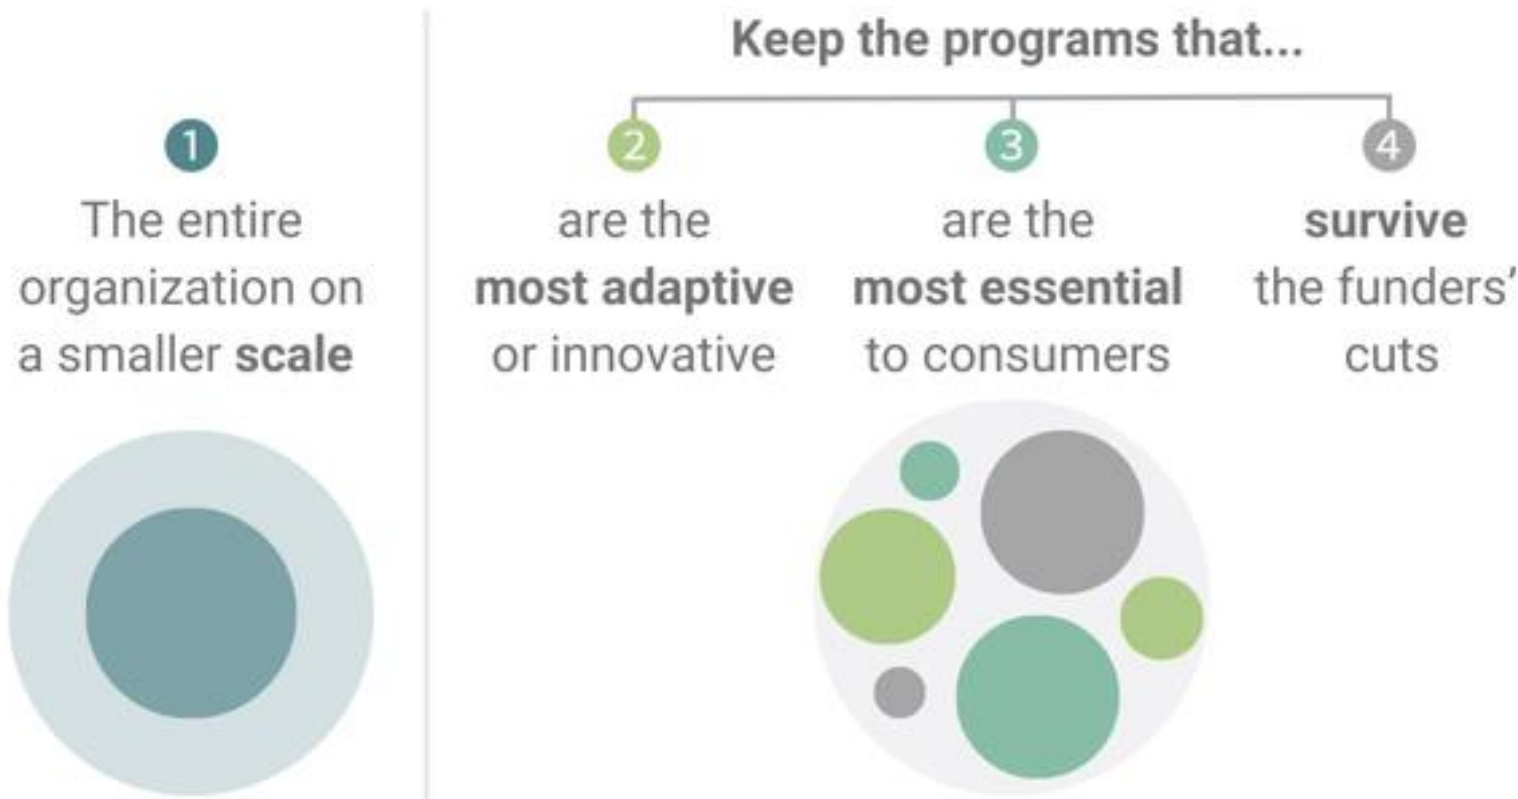 Keep the programs that...
1
The entire
organization on
a smaller scale
2
are the
most adaptive
or innovative
3
are the
most essential
to consumers
4
survive
the funders’
cuts